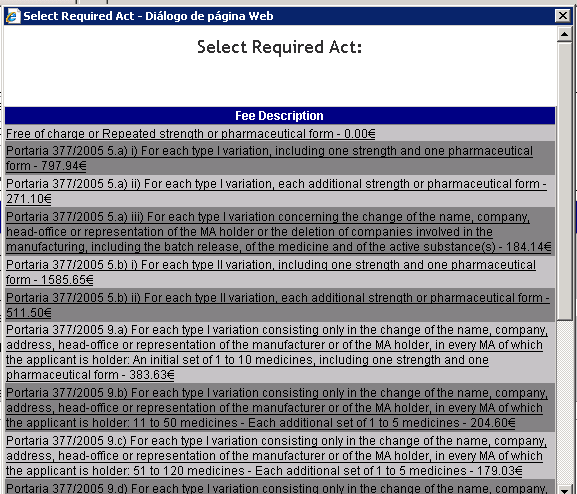 Select Required Act - Diálogo de página Web
Select Required Act:
Fee Description
Free of charge or Repeated strength or pharmaceutical form - 0.00€
Portaria 377/2005 5.a) i) For each type I variation, including one strength and one pharmaceutical
form - 797.94€
Portaria 377/2005 5.a) ii) For each type I variation, each additional strength or pharmaceutical form -
271.10€
Portaria 377/2005 5.a) iii) For each type I variation concerning the change of the name, company,
head-office or representation of the MA holder or the deletion of companies involved in the
manufacturing, including the batch release, of the medicine and of the active substance(s) - 184.14€
Portaria 377/2005 5.b) i) For each type II variation, including one strength and one pharmaceutical
form - 1585.65€
Portaria 377/2005 5.b) ii) For each type II variation, each additional strength or pharmaceutical form -
511.50€
Portaria 377/2005 9.a) For each type I variation consisting only in the change of the name, company,
address, head-office or representation of the manufacturer or of the MA holder, in every MA of which
the applicant is holder: An initial set of 1 to 10 medicines, including one strength and one
pharmaceutical form - 383.63€
Portaria 377/2005 9.b) For each type I variation consisting only in the change of the name, company,
address, head-office or representation of the manufacturer or of the MA holder, in every MA of which
the applicant is holder: 11 to 50 medicines - Each additional set of 1 to 5 medicines - 204.60€
Portaria 377/2005 9.c) For each type I variation consisting only in the change of the name, company,
address, head-office or representation of the manufacturer or of the MA holder, in every MA of which
the applicant is holder: 51 to 120 medicines - Each additional set of 1 to 5 medicines - 179.03€
Portaria 377/2005 9.d) For each type I variation consisting only in the change of the name, company,